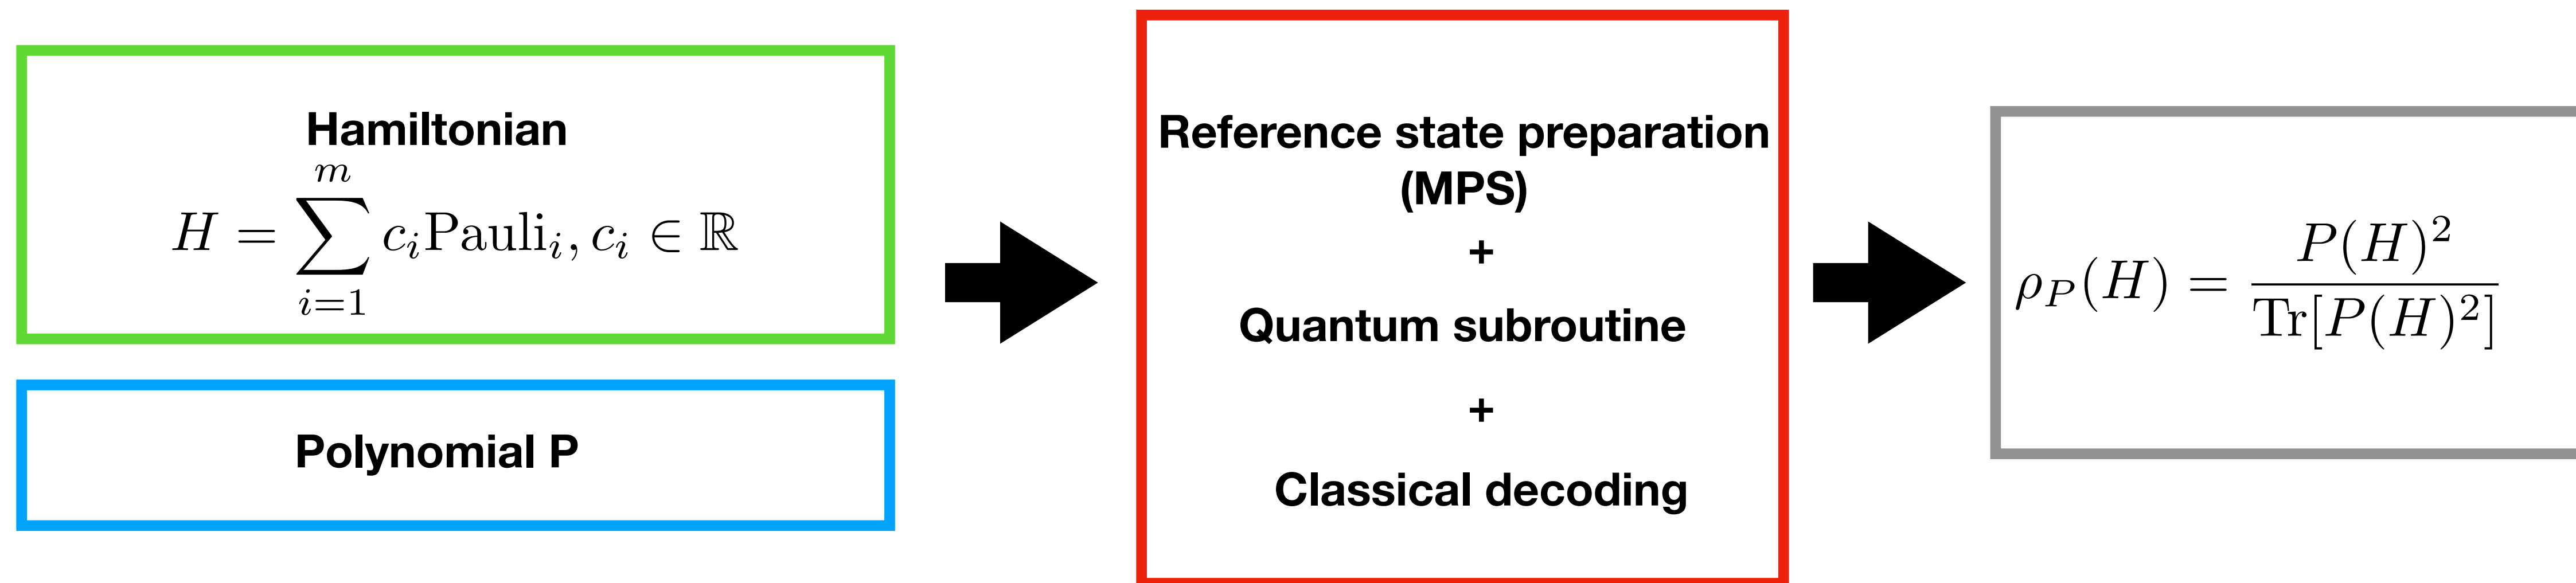 Hamiltonian
$H = \sum_{i=1}^{m} c_i \mathrm{Pauli}_i, c_i \in \mathbb{R}$
Polynomial P
Reference state preparation
(MPS)
+
Quantum subroutine
+
Classical decoding
$\rho_P(H) = \frac{P(H)^2}{\mathrm{Tr}[P(H)^2]}$